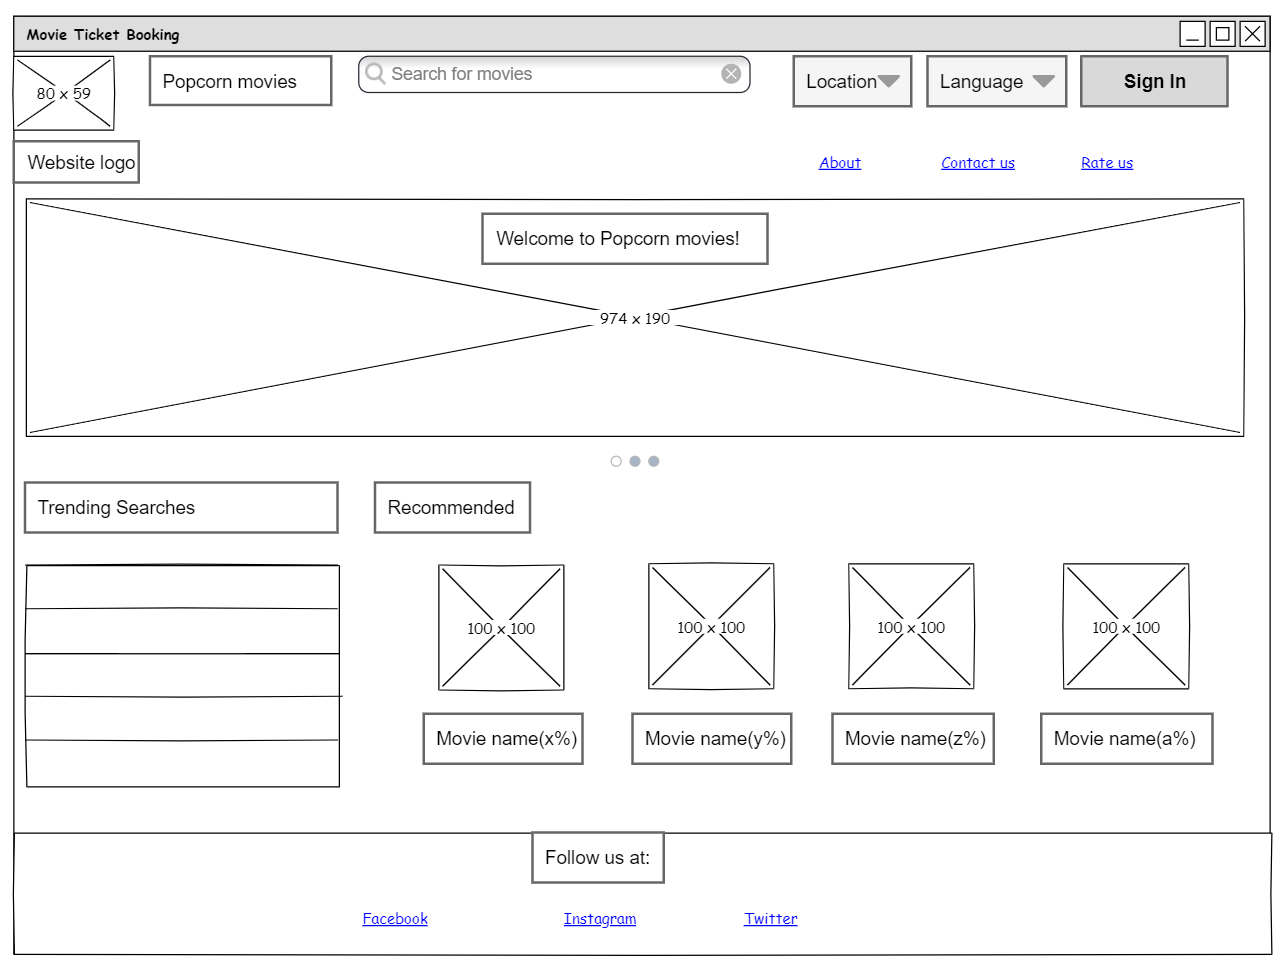 Movie Ticket Booking
80 x 59
Popcorn movies
Search for movies
Location
Language
Sign In
Website logo
About
Contact us
Rate us
Welcome to Popcorn movies!
974 x 190
Trending Searches
Recommended
100 x 100
100 x 100
100 x 100
100 x 100
Movie name(x%)
Movie name(y%)
Movie name(z%)
Movie name(a%)
Follow us at:
Facebook
Instagram
Twitter